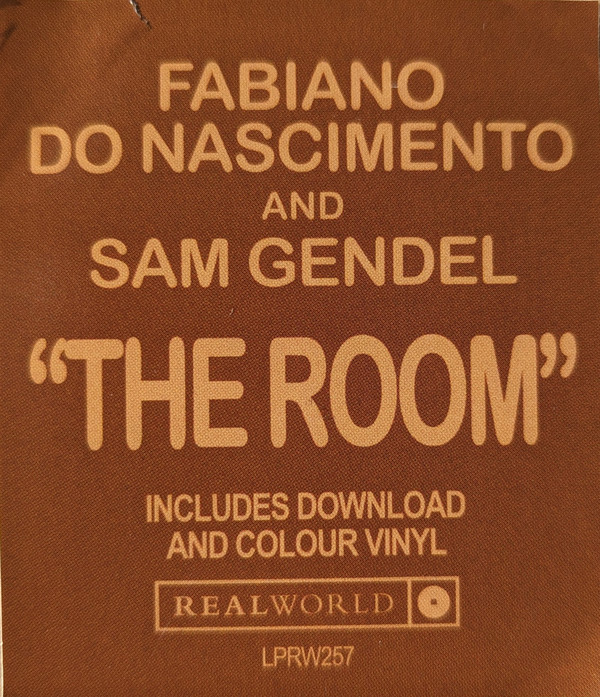 FABIANO
DO NASCIMENTO
AND
SAM GENDEL
“THE ROOM”
INCLUDES DOWNLOAD
AND COLOUR VINYL
REALWORLD
LPRW257